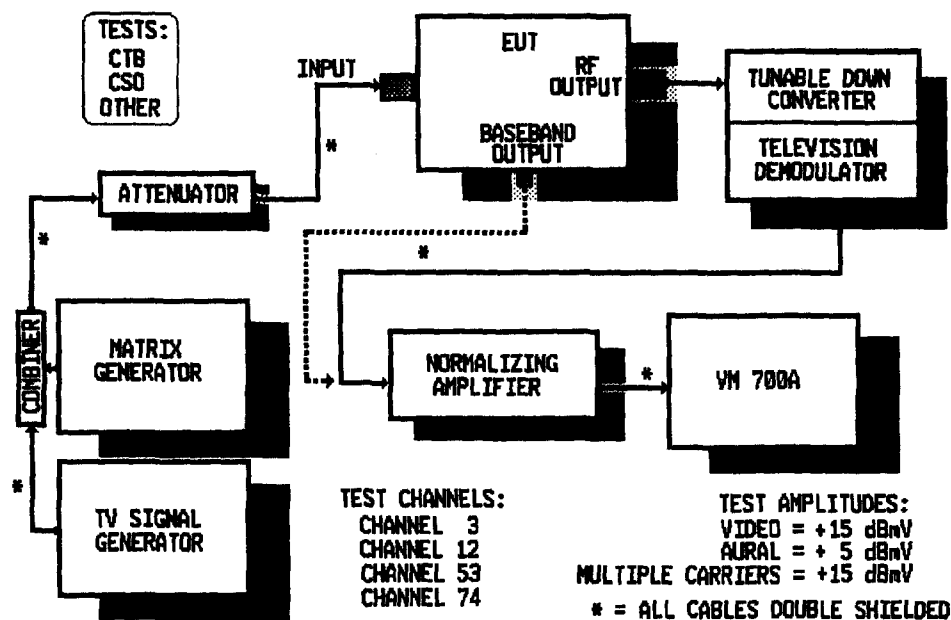 TESTS:
CTB
CSO
OTHER
EUT
INPUT
RF
OUTPUT
BASEBAND
OUTPUT
TUNABLE DOWN
CONVERTER
TELEVISION
DEMODULATOR
*
ATTENUATOR
*
*
COMBINER
MATRIX
GENERATOR
NORMALIZING
AMPLIFIER
*
VM 700A
*
TV SIGNAL
GENERATOR
TEST CHANNELS:
CHANNEL 3
CHANNEL 12
CHANNEL 53
CHANNEL 74
TEST AMPLITUDES:
VIDEO = +15 dBmV
AURAL = + 5 dBmV
MULTIPLE CARRIERS = +15 dBmV
* = ALL CABLES DOUBLE SHIELDED